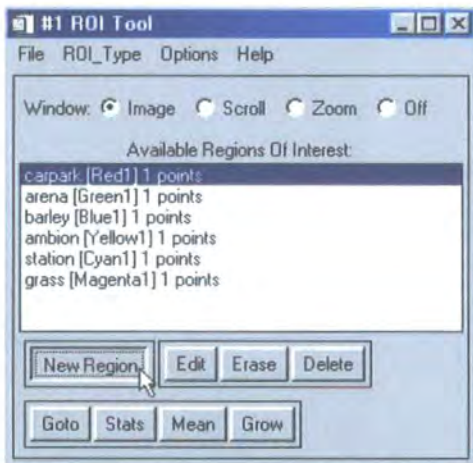 #1 ROI Tool
File ROI_Type Options Help
Window: Image Scroll Zoom Off
Available Regions Of Interest:
carpark [Red1] 1 points
arena [Green1] 1 points
barley [Blue1] 1 points
ambion [Yellow1] 1 points
station [Cyan1] 1 points
grass [Magenta1] 1 points
New Region Edit Erase Delete
Goto Stats Mean Grow